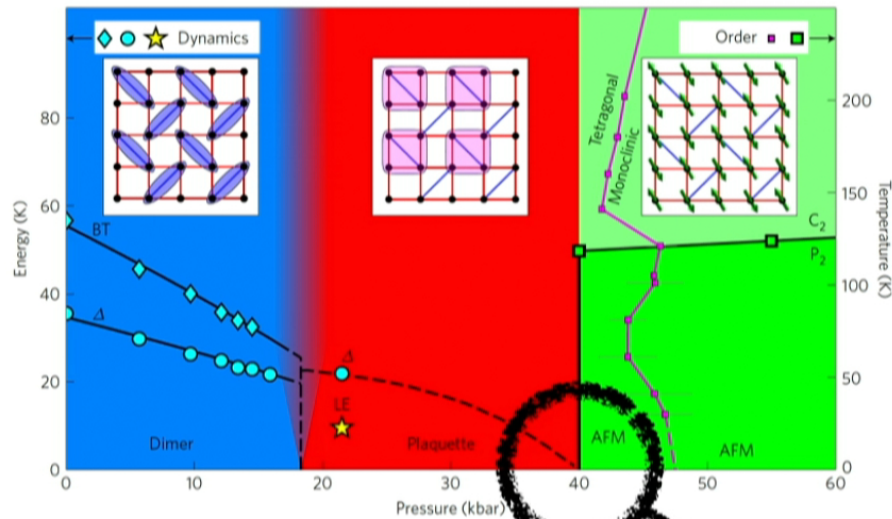 Dynamics
Order
Energy (K)
80
60
40
20
0
BT
Δ
Δ
LE
Dimer
Plaquette
AFM
AFM
Tetragonal
Monoclinic
C2
P2
200
150
100
50
0
Temperature (K)
0
10
20
30
40
50
60
Pressure (kbar)